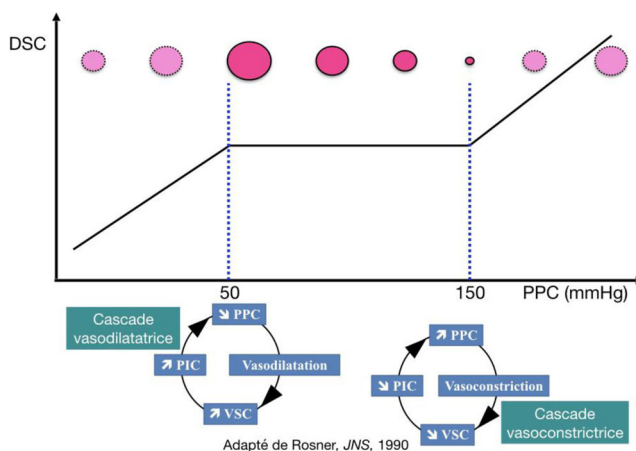 DSC
50
150
PPC (mmHg)
Cascade
vasodilatatrice
↘ PPC
↗ PIC
Vasodilatation
↗ VSC
↗ PPC
↘ PIC
Vasoconstriction
↘ VSC
Cascade
vasoconstrictrice
Adapté de Rosner, JNS, 1990